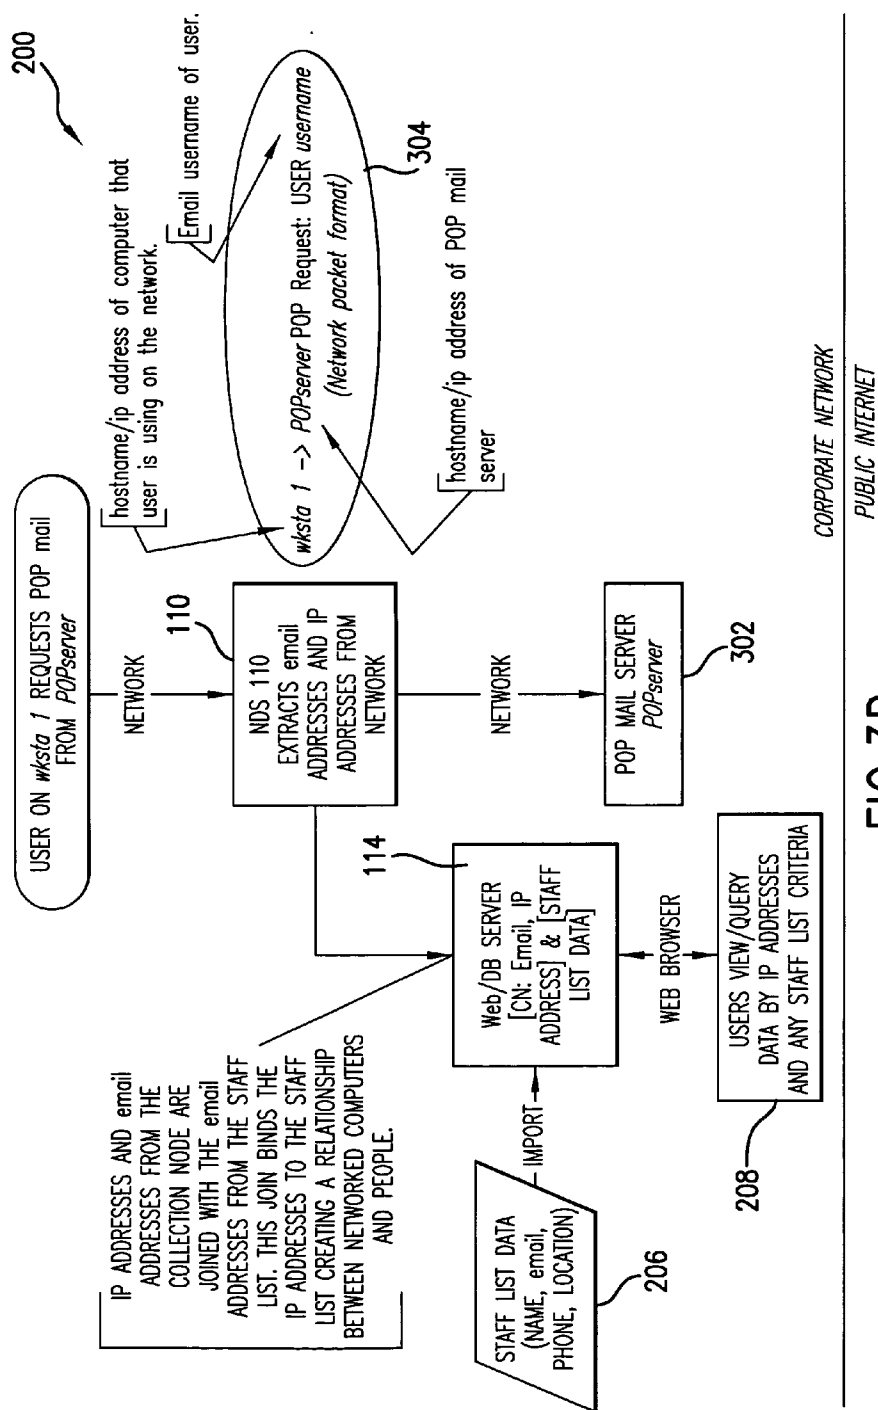 200
USER ON wksta 1 REQUESTS POP mail
FROM POPserver
NETWORK
110
NDS 110
EXTRACTS email
ADDRESSES AND IP
ADDRESSES FROM
NETWORK
NETWORK
POP MAIL SERVER
POPserver
302
hostname/ip address of computer that
user is using on the network.
Email username of user.
wksta 1 -> POPserver POP Request: USER username
(Network packet format)
304
hostname/ip address of POP mail
server
IP ADDRESSES AND email
ADDRESSES FROM THE
COLLECTION NODE ARE
JOINED WITH THE email
ADDRESSES FROM THE STAFF
LIST. THIS JOIN BINDS THE
IP ADDRESSES TO THE STAFF
LIST CREATING A RELATIONSHIP
BETWEEN NETWORKED COMPUTERS
AND PEOPLE.
114
Web/DB SERVER
[CN: Email, IP
ADDRESS] & [STAFF
LIST DATA]
IMPORT
STAFF LIST DATA
(NAME, email,
PHONE, LOCATION)
206
WEB BROWSER
USERS VIEW/QUERY
DATA BY IP ADDRESSES
AND ANY STAFF LIST CRITERIA
208
CORPORATE NETWORK
PUBLIC INTERNET